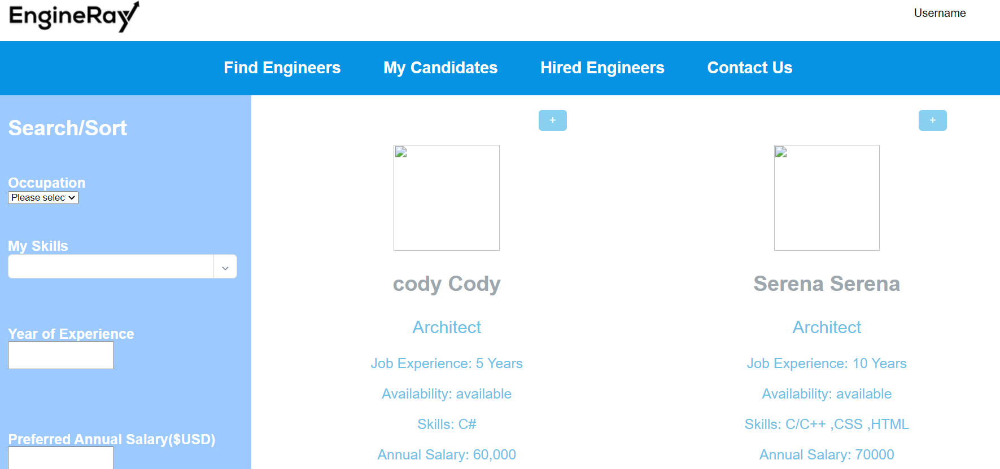 EngineRay
Username
Find Engineers My Candidates Hired Engineers Contact Us
Search/Sort
Occupation
Please selec
My Skills
Year of Experience
Preferred Annual Salary($USD)
+
cody Cody
Architect
Job Experience: 5 Years
Availability: available
Skills: C#
Annual Salary: 60,000
+
Serena Serena
Architect
Job Experience: 10 Years
Availability: available
Skills: C/C++ ,CSS ,HTML
Annual Salary: 70000